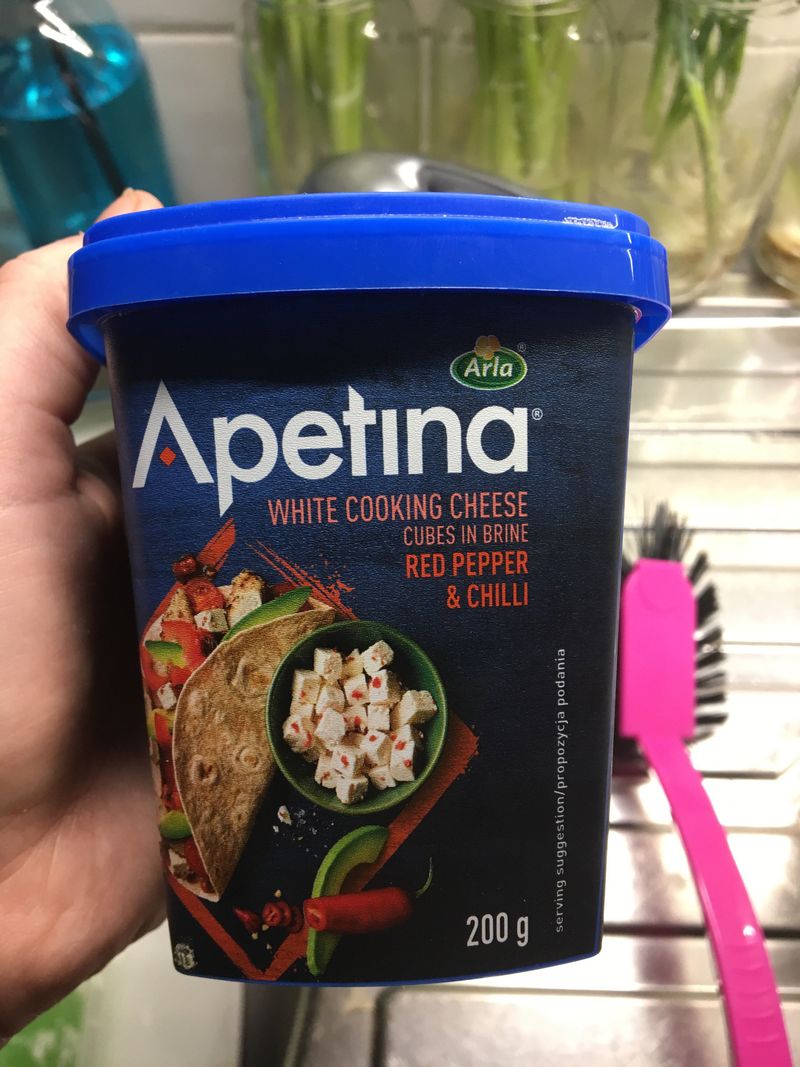 Arla®
Apetina®
WHITE COOKING CHEESE
CUBES IN BRINE
RED PEPPER
& CHILLI
serving suggestion/propozycja podania
200 g